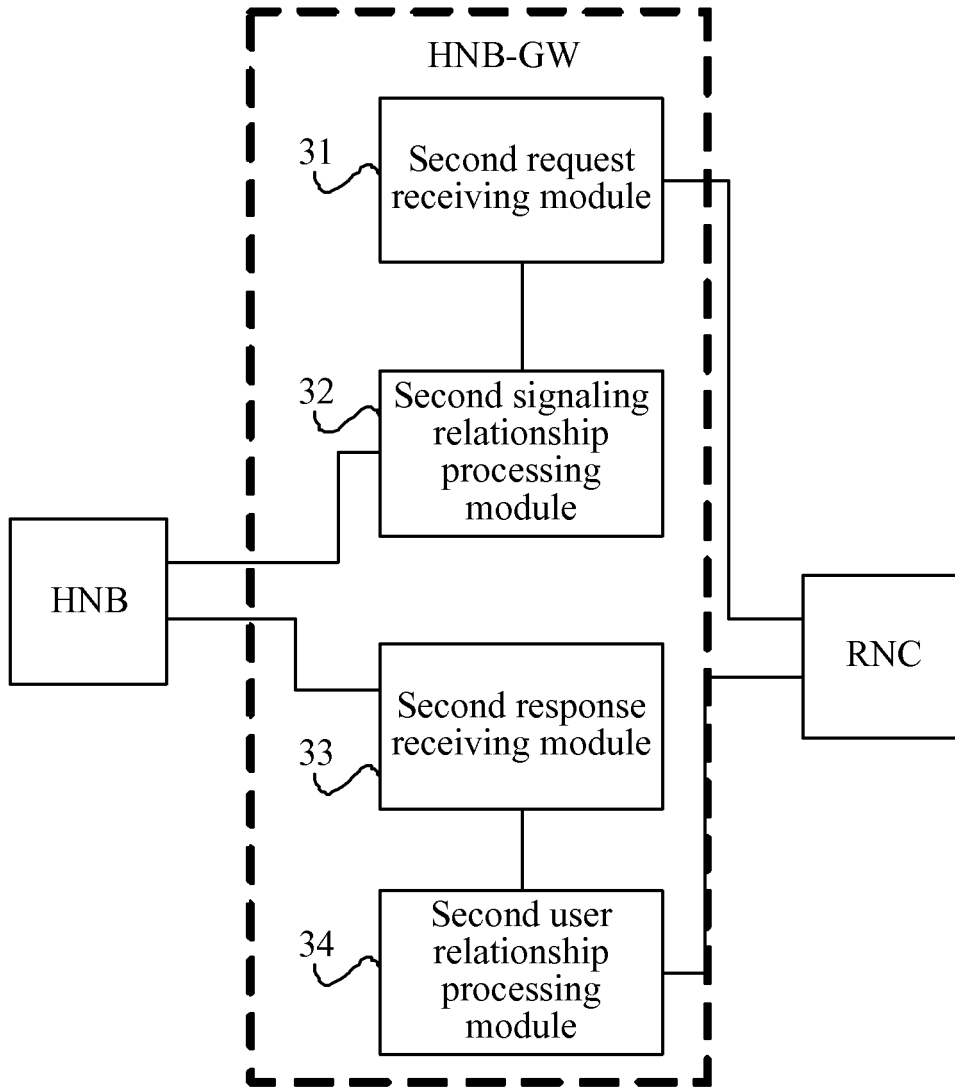 HNB-GW
31
Second request
receiving module
32
Second signaling
relationship
processing
module
HNB
RNC
Second response
receiving module
33
Second user
relationship
processing
module
34